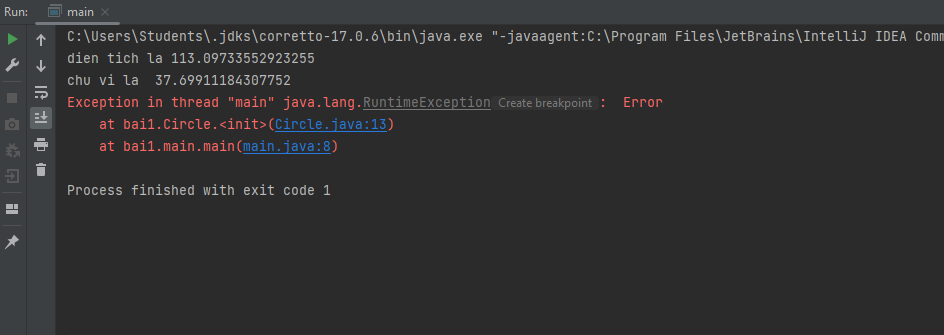 Run: main
C:\Users\Students\.jdks\corretto-17.0.6\bin\java.exe "-javaagent:C:\Program Files\JetBrains\IntelliJ IDEA Com
dien tich la 113.09733552923255
chu vi la  37.69911184307752
Exception in thread "main" java.lang.RuntimeException Create breakpoint :  Error
    at bai1.Circle.<init>(Circle.java:13)
    at bai1.main.main(main.java:8)
Process finished with exit code 1